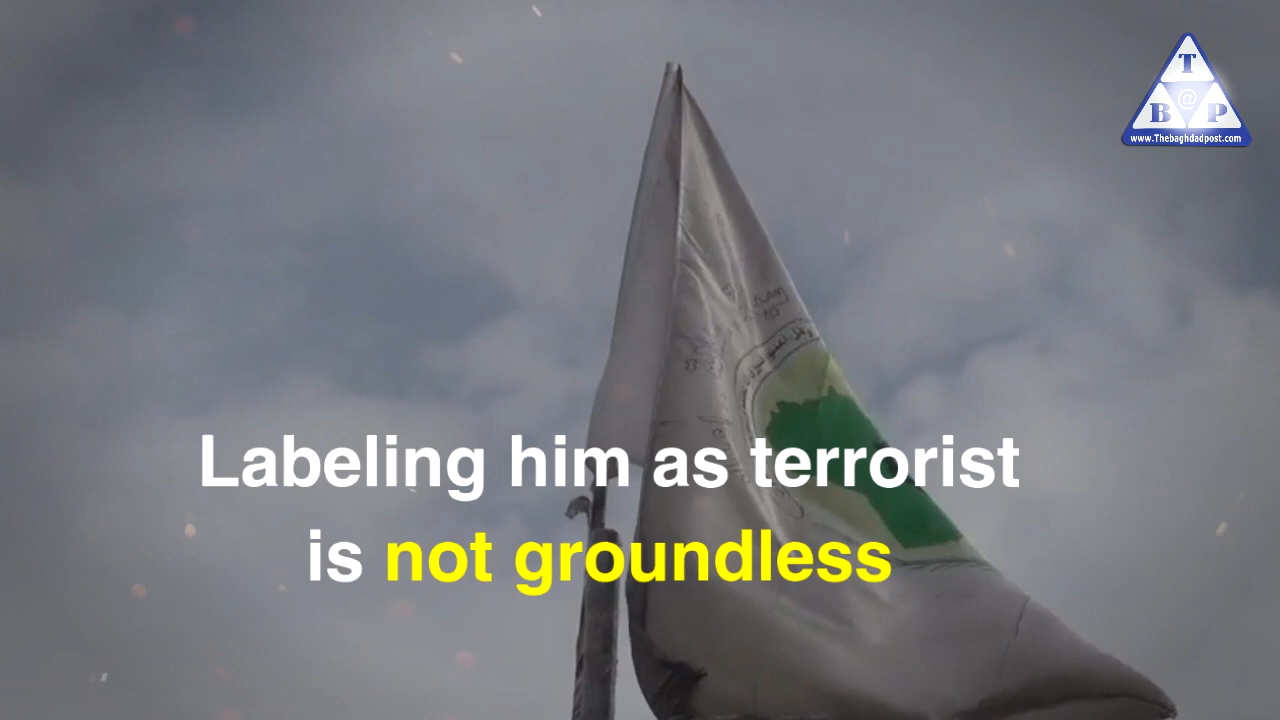 T
@
B P
www.Thebaghdadpost.com
Labeling him as terrorist
is not groundless